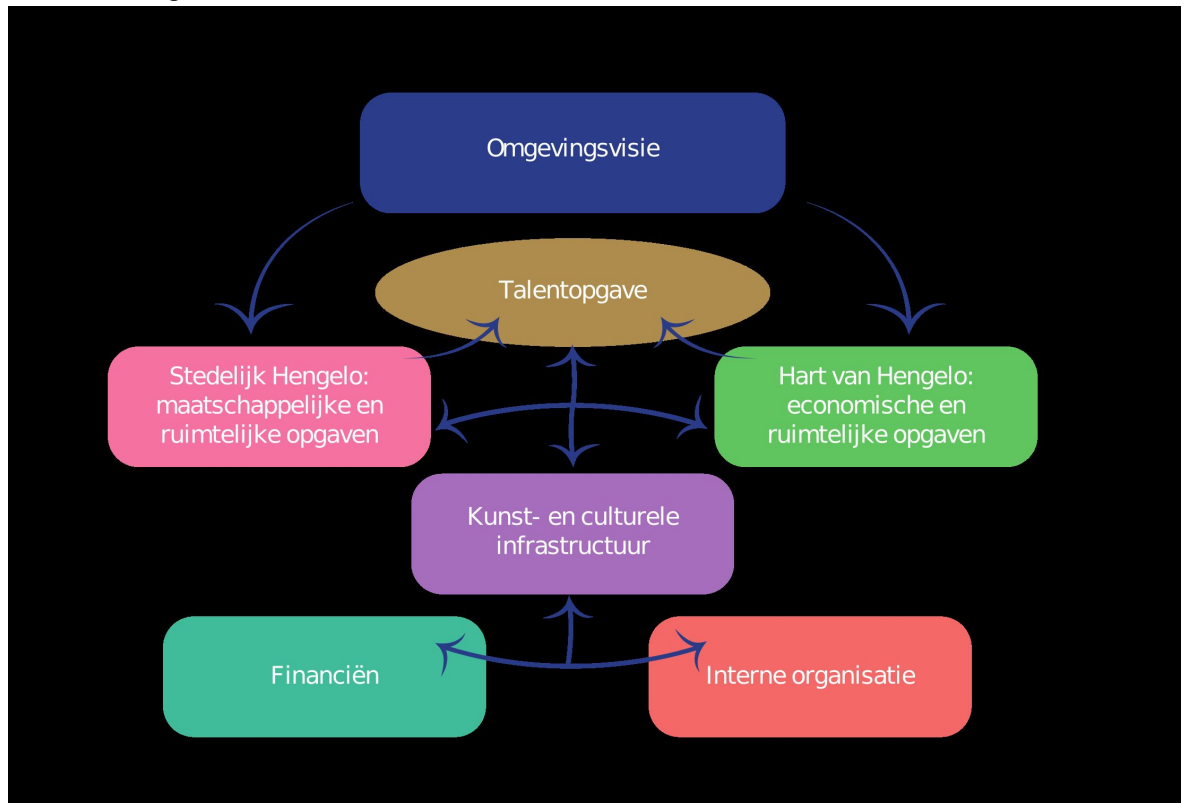 Omgevingsvisie
Talentopgave
Stedelijk Hengelo:
maatschappelijke en
ruimtelijke opgaven
Hart van Hengelo:
economische en
ruimtelijke opgaven
Kunst- en culturele
infrastructuur
Financiën
Interne organisatie